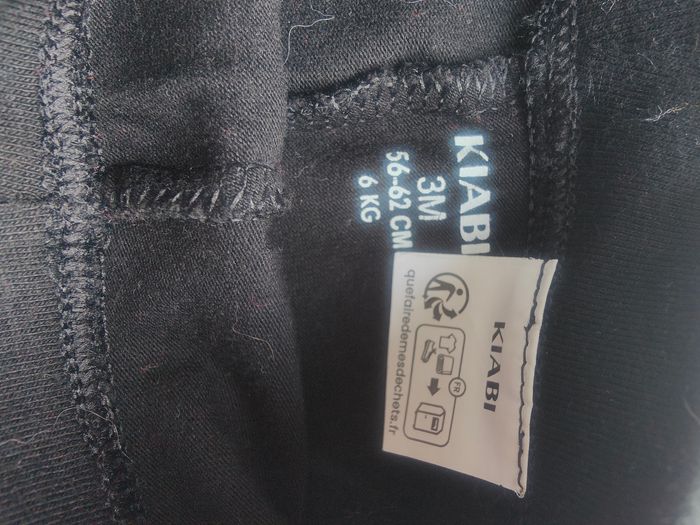 KIABI
3M
56-62 CM
6 KG
KIABI
FR
quefairedemesdechets.fr